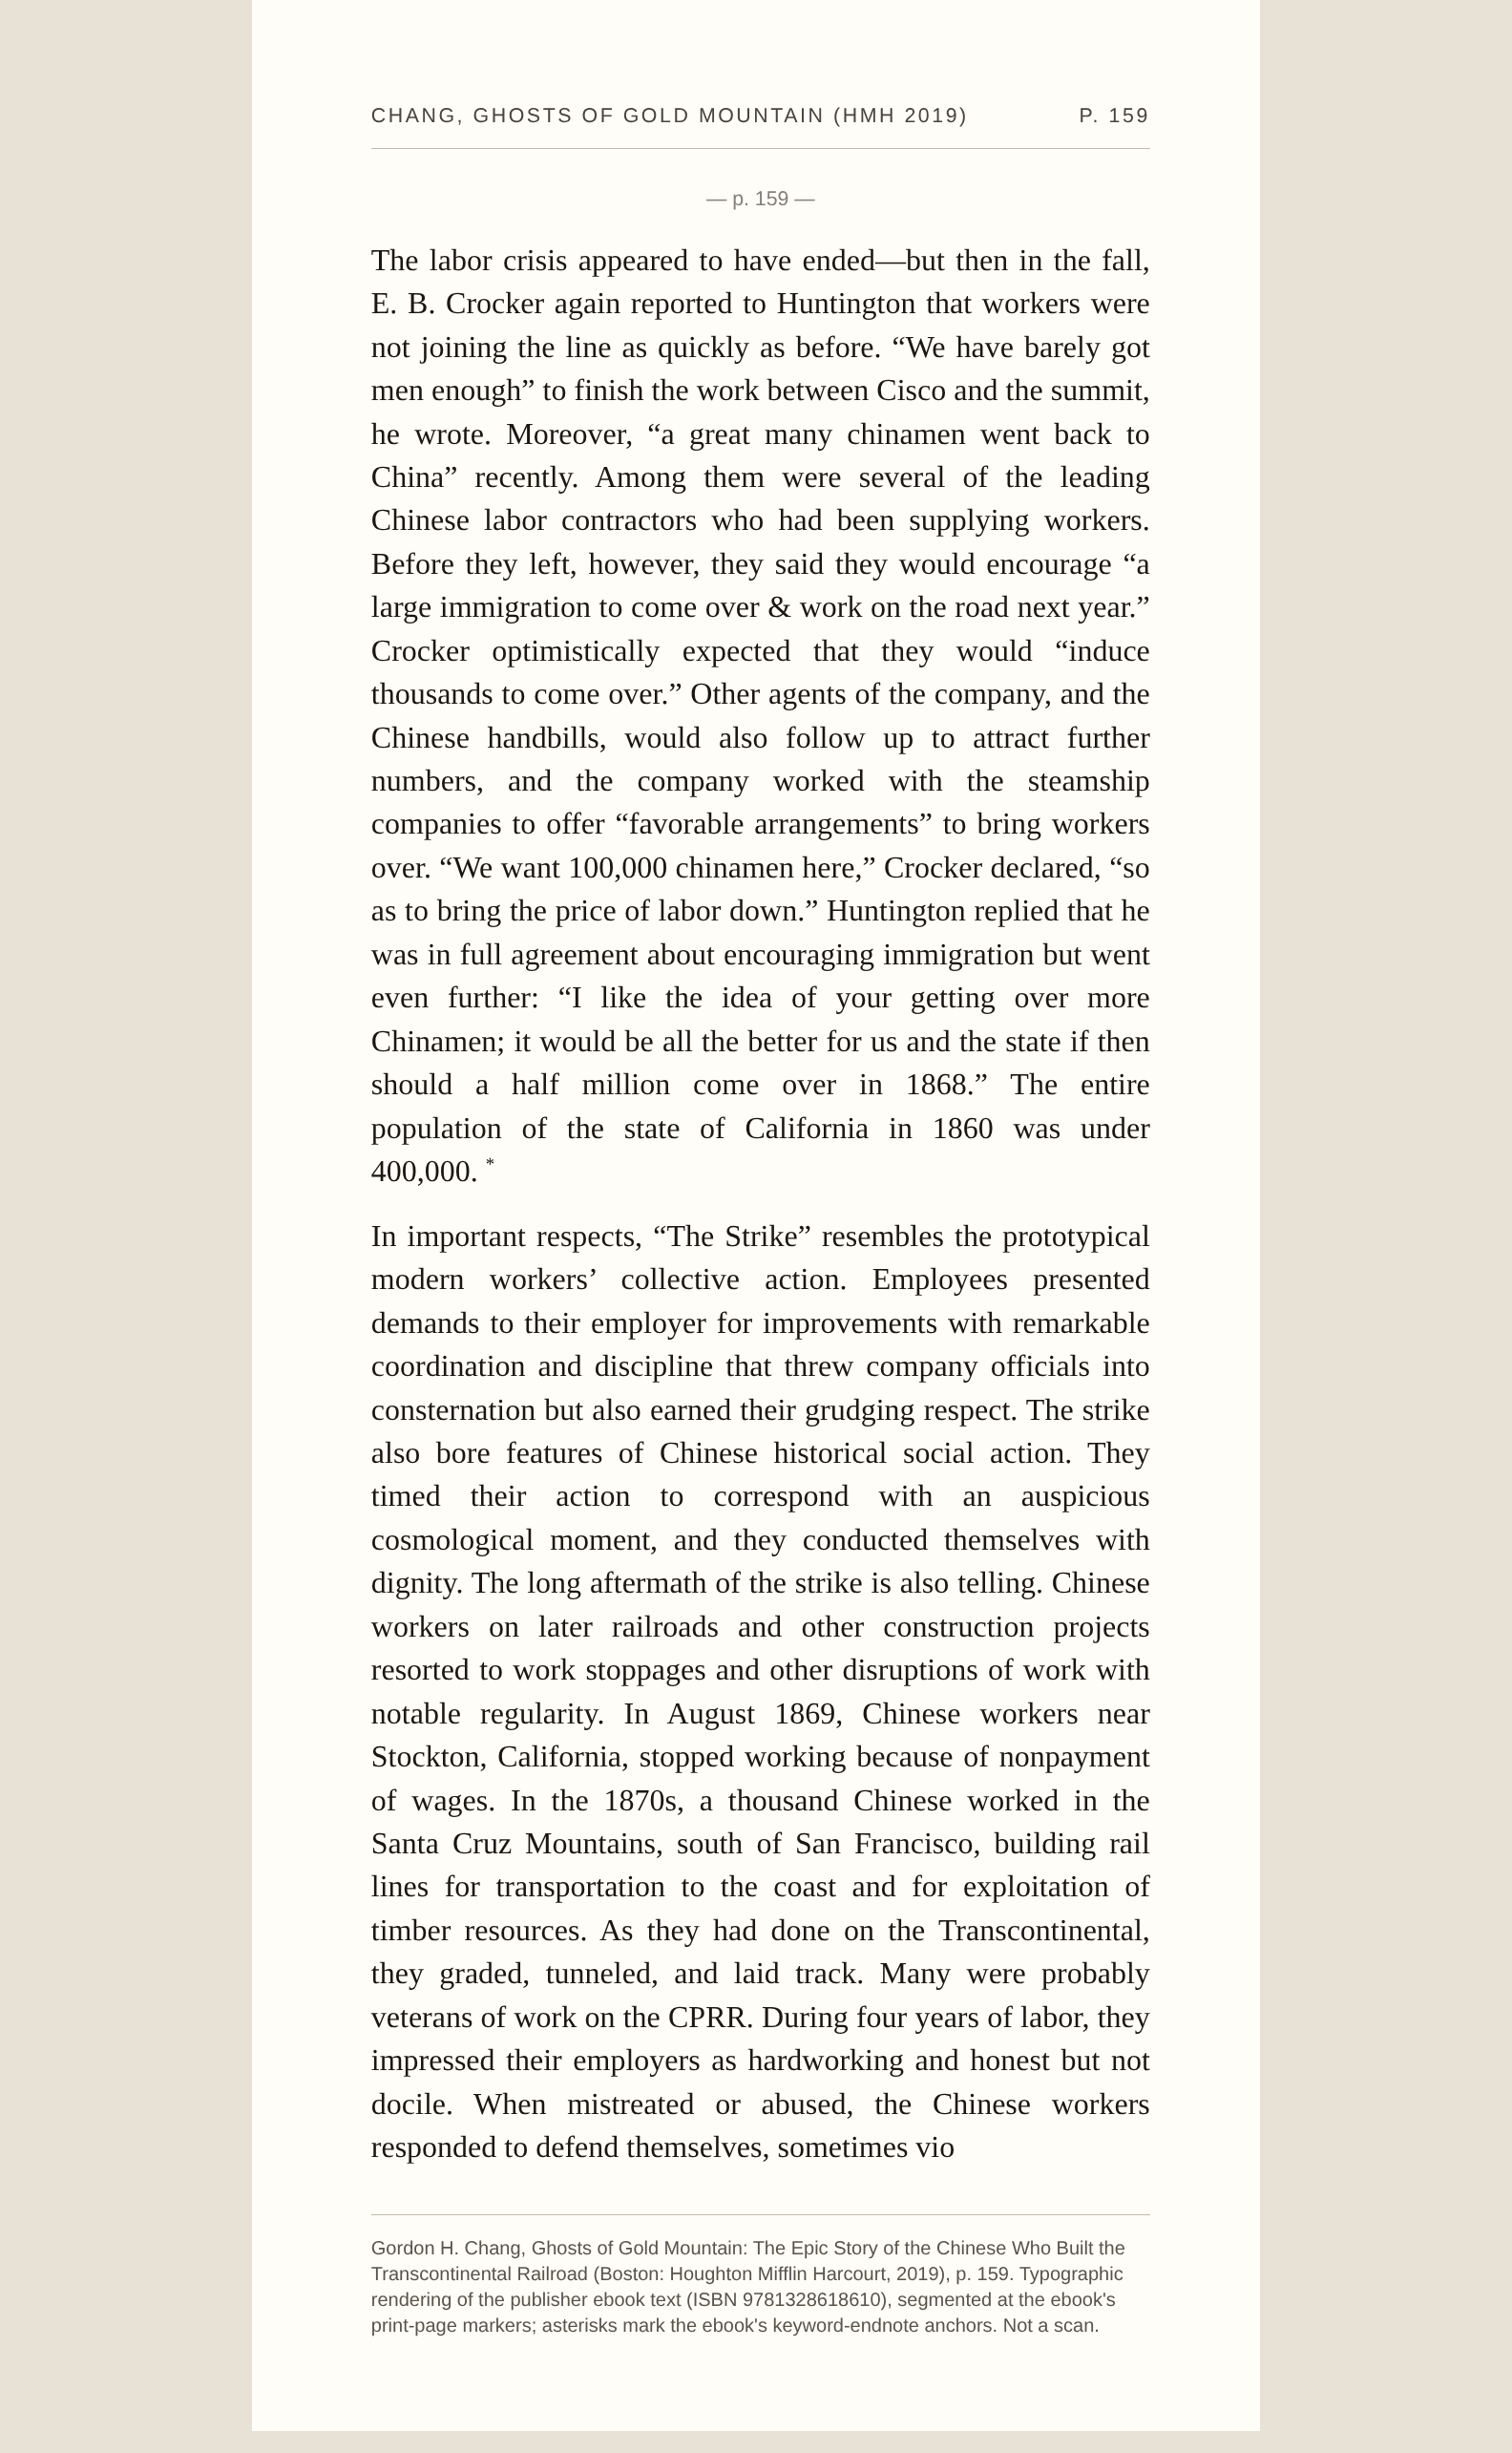 CHANG, GHOSTS OF GOLD MOUNTAIN (HMH 2019) P. 159
— p. 159 —
The labor crisis appeared to have ended—but then in the fall,
E. B. Crocker again reported to Huntington that workers were
not joining the line as quickly as before. “We have barely got
men enough” to finish the work between Cisco and the summit,
he wrote. Moreover, “a great many chinamen went back to
China” recently. Among them were several of the leading
Chinese labor contractors who had been supplying workers.
Before they left, however, they said they would encourage “a
large immigration to come over & work on the road next year.”
Crocker optimistically expected that they would “induce
thousands to come over.” Other agents of the company, and the
Chinese handbills, would also follow up to attract further
numbers, and the company worked with the steamship
companies to offer “favorable arrangements” to bring workers
over. “We want 100,000 chinamen here,” Crocker declared, “so
as to bring the price of labor down.” Huntington replied that he
was in full agreement about encouraging immigration but went
even further: “I like the idea of your getting over more
Chinamen; it would be all the better for us and the state if then
should a half million come over in 1868.” The entire
population of the state of California in 1860 was under
400,000. *
In important respects, “The Strike” resembles the prototypical
modern workers’ collective action. Employees presented
demands to their employer for improvements with remarkable
coordination and discipline that threw company officials into
consternation but also earned their grudging respect. The strike
also bore features of Chinese historical social action. They
timed their action to correspond with an auspicious
cosmological moment, and they conducted themselves with
dignity. The long aftermath of the strike is also telling. Chinese
workers on later railroads and other construction projects
resorted to work stoppages and other disruptions of work with
notable regularity. In August 1869, Chinese workers near
Stockton, California, stopped working because of nonpayment
of wages. In the 1870s, a thousand Chinese worked in the
Santa Cruz Mountains, south of San Francisco, building rail
lines for transportation to the coast and for exploitation of
timber resources. As they had done on the Transcontinental,
they graded, tunneled, and laid track. Many were probably
veterans of work on the CPRR. During four years of labor, they
impressed their employers as hardworking and honest but not
docile. When mistreated or abused, the Chinese workers
responded to defend themselves, sometimes vio
Gordon H. Chang, Ghosts of Gold Mountain: The Epic Story of the Chinese Who Built the
Transcontinental Railroad (Boston: Houghton Mifflin Harcourt, 2019), p. 159. Typographic
rendering of the publisher ebook text (ISBN 9781328618610), segmented at the ebook's
print-page markers; asterisks mark the ebook's keyword-endnote anchors. Not a scan.